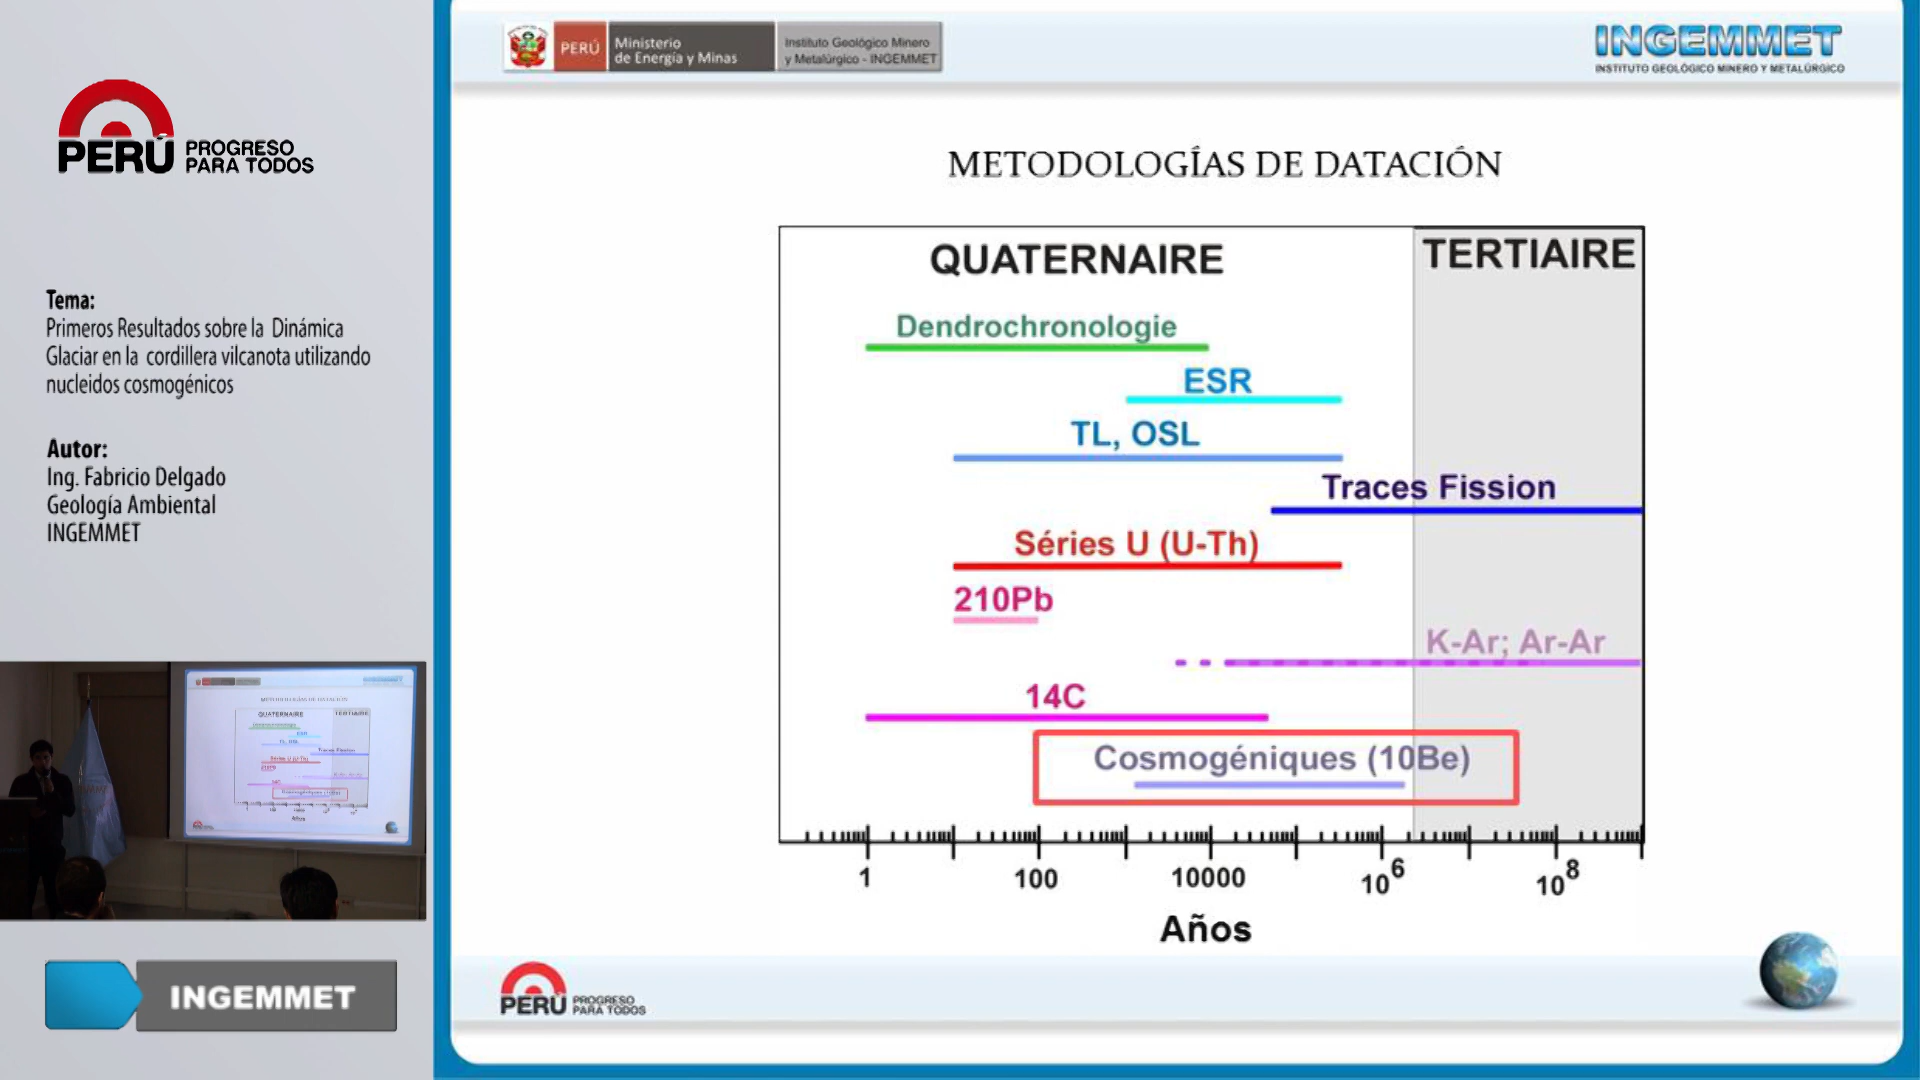 PERÚ
PROGRESO
PARA TODOS
Tema:
Primeros Resultados sobre la Dinámica
Glaciar en la cordillera vilcanota utilizando
nucleidos cosmogénicos
Autor:
Ing. Fabricio Delgado
Geología Ambiental
INGEMMET
INGEMMET
PERÚ
Ministerio
de Energía y Minas
Instituto Geológico Minero
y Metalúrgico - INGEMMET
INGEMMET
INSTITUTO GEOLÓGICO MINERO Y METALÚRGICO
METODOLOGÍAS DE DATACIÓN
QUATERNAIRE
TERTIAIRE
Dendrochronologie
ESR
TL, OSL
Traces Fission
Séries U (U-Th)
210Pb
K-Ar; Ar-Ar
14C
Cosmogéniques (10Be)
1 100 10000 10⁶ 10⁸
Años
PERÚ
PROGRESO
PARA TODOS